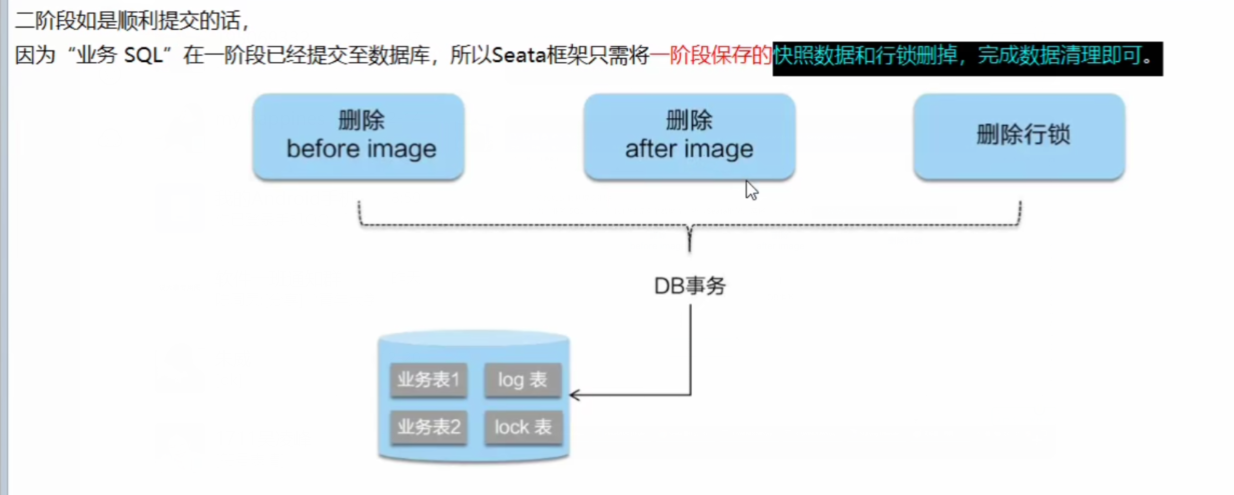 二阶段如是顺利提交的话，
因为“业务 SQL”在一阶段已经提交至数据库，所以Seata框架只需将一阶段保存的快照数据和行锁删掉，完成数据清理即可。
删除
before image
删除
after image
删除行锁
DB事务
业务表1
log 表
业务表2
lock 表